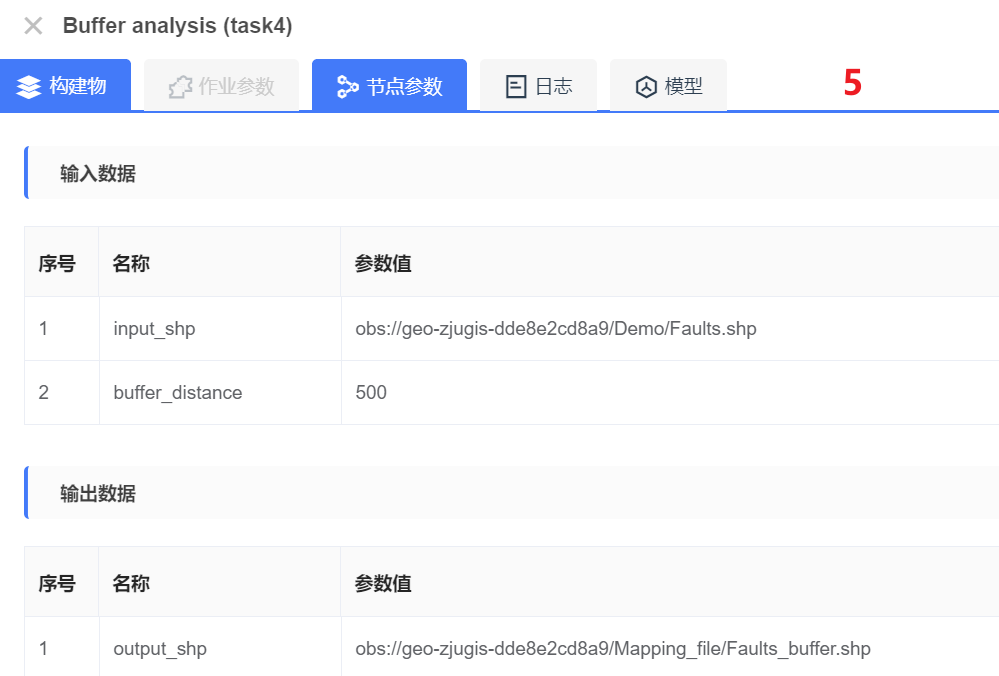 Buffer analysis (task4)
构建物 作业参数 节点参数 日志 模型 5
输入数据
序号 名称 参数值
1 input_shp obs://geo-zjugis-dde8e2cd8a9/Demo/Faults.shp
2 buffer_distance 500
输出数据
序号 名称 参数值
1 output_shp obs://geo-zjugis-dde8e2cd8a9/Mapping_file/Faults_buffer.shp